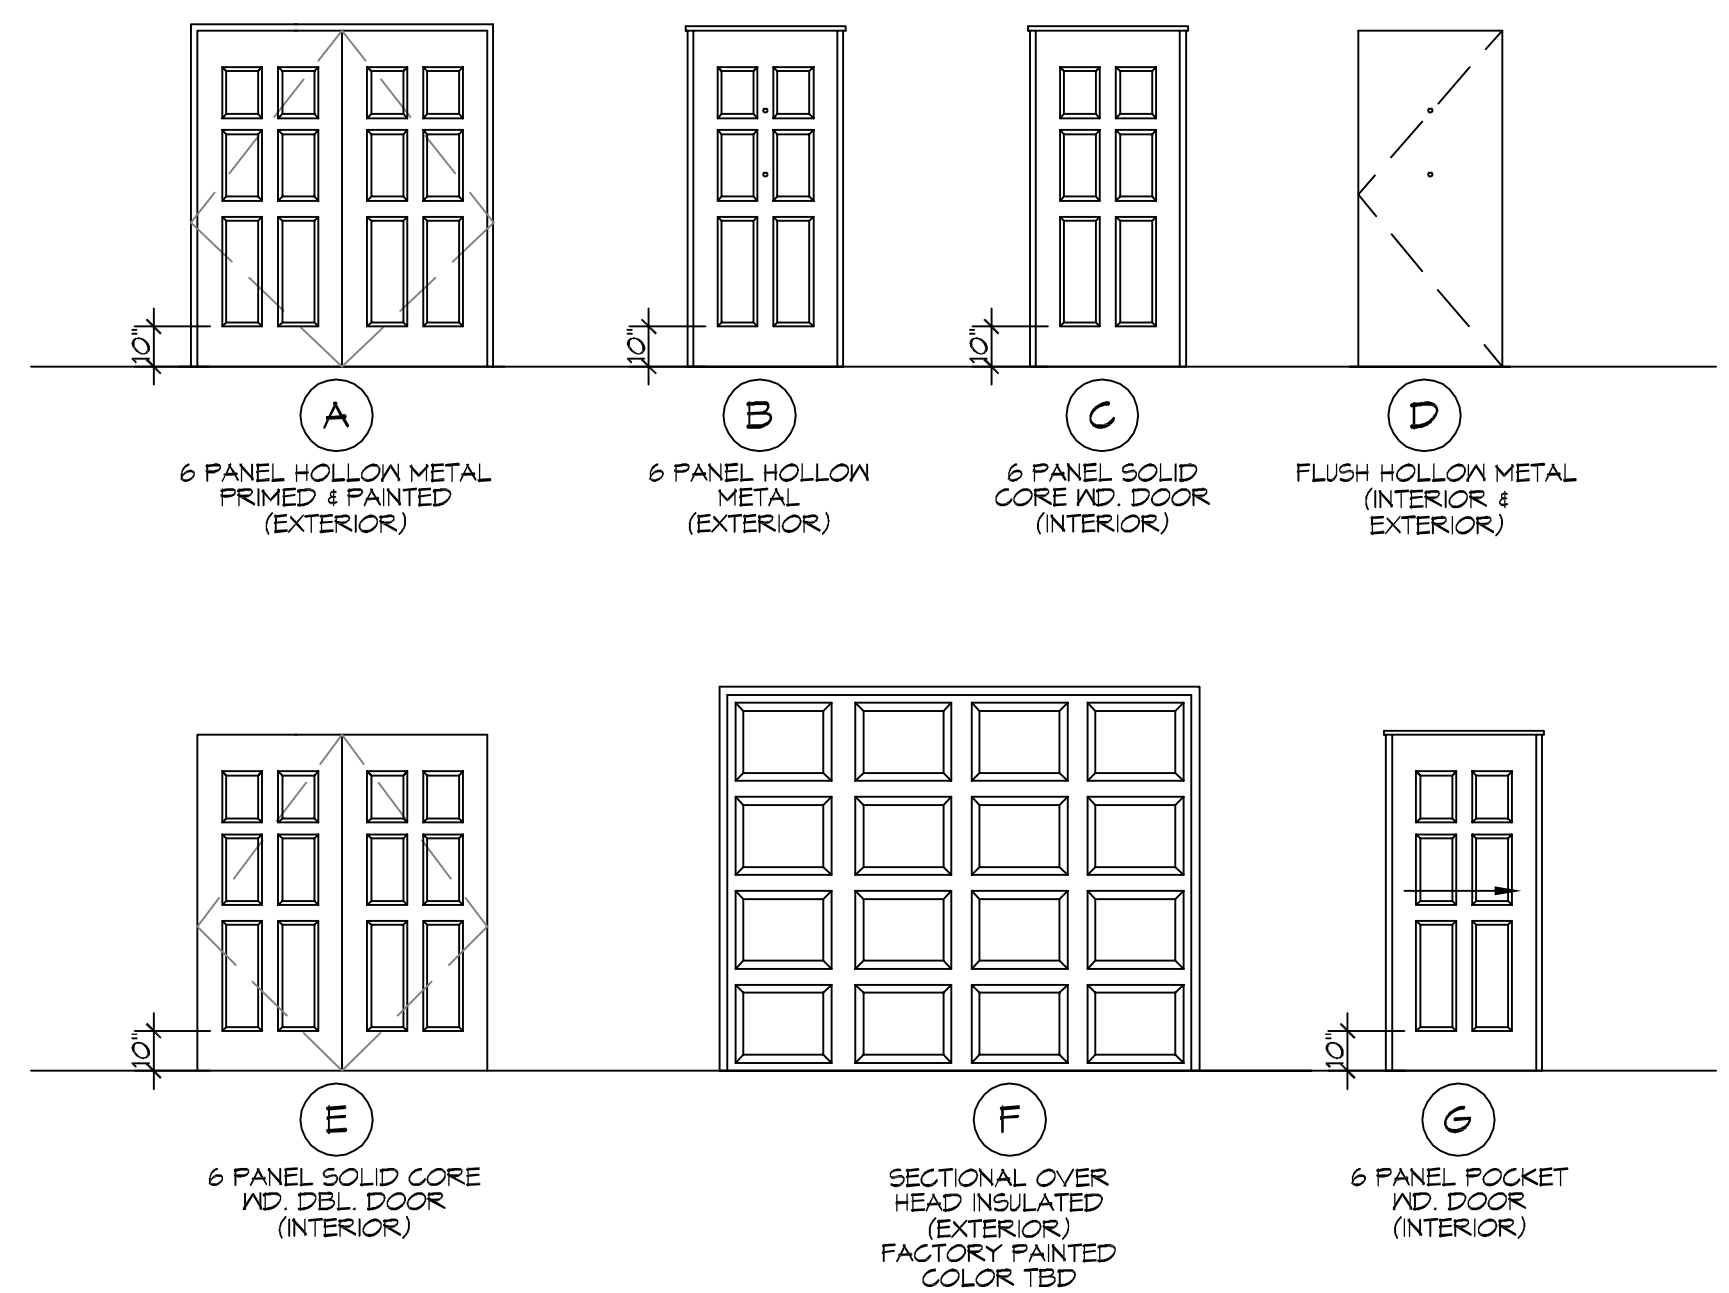 10"
10"
10"
A
B
C
D
6 PANEL HOLLOW METAL
PRIMED & PAINTED
(EXTERIOR)
6 PANEL HOLLOW
METAL
(EXTERIOR)
6 PANEL SOLID
CORE WD. DOOR
(INTERIOR)
FLUSH HOLLOW METAL
(INTERIOR &
EXTERIOR)
10"
10"
E
F
G
6 PANEL SOLID CORE
WD. DBL. DOOR
(INTERIOR)
SECTIONAL OVER
HEAD INSULATED
(EXTERIOR)
FACTORY PAINTED
COLOR TBD
6 PANEL POCKET
WD. DOOR
(INTERIOR)